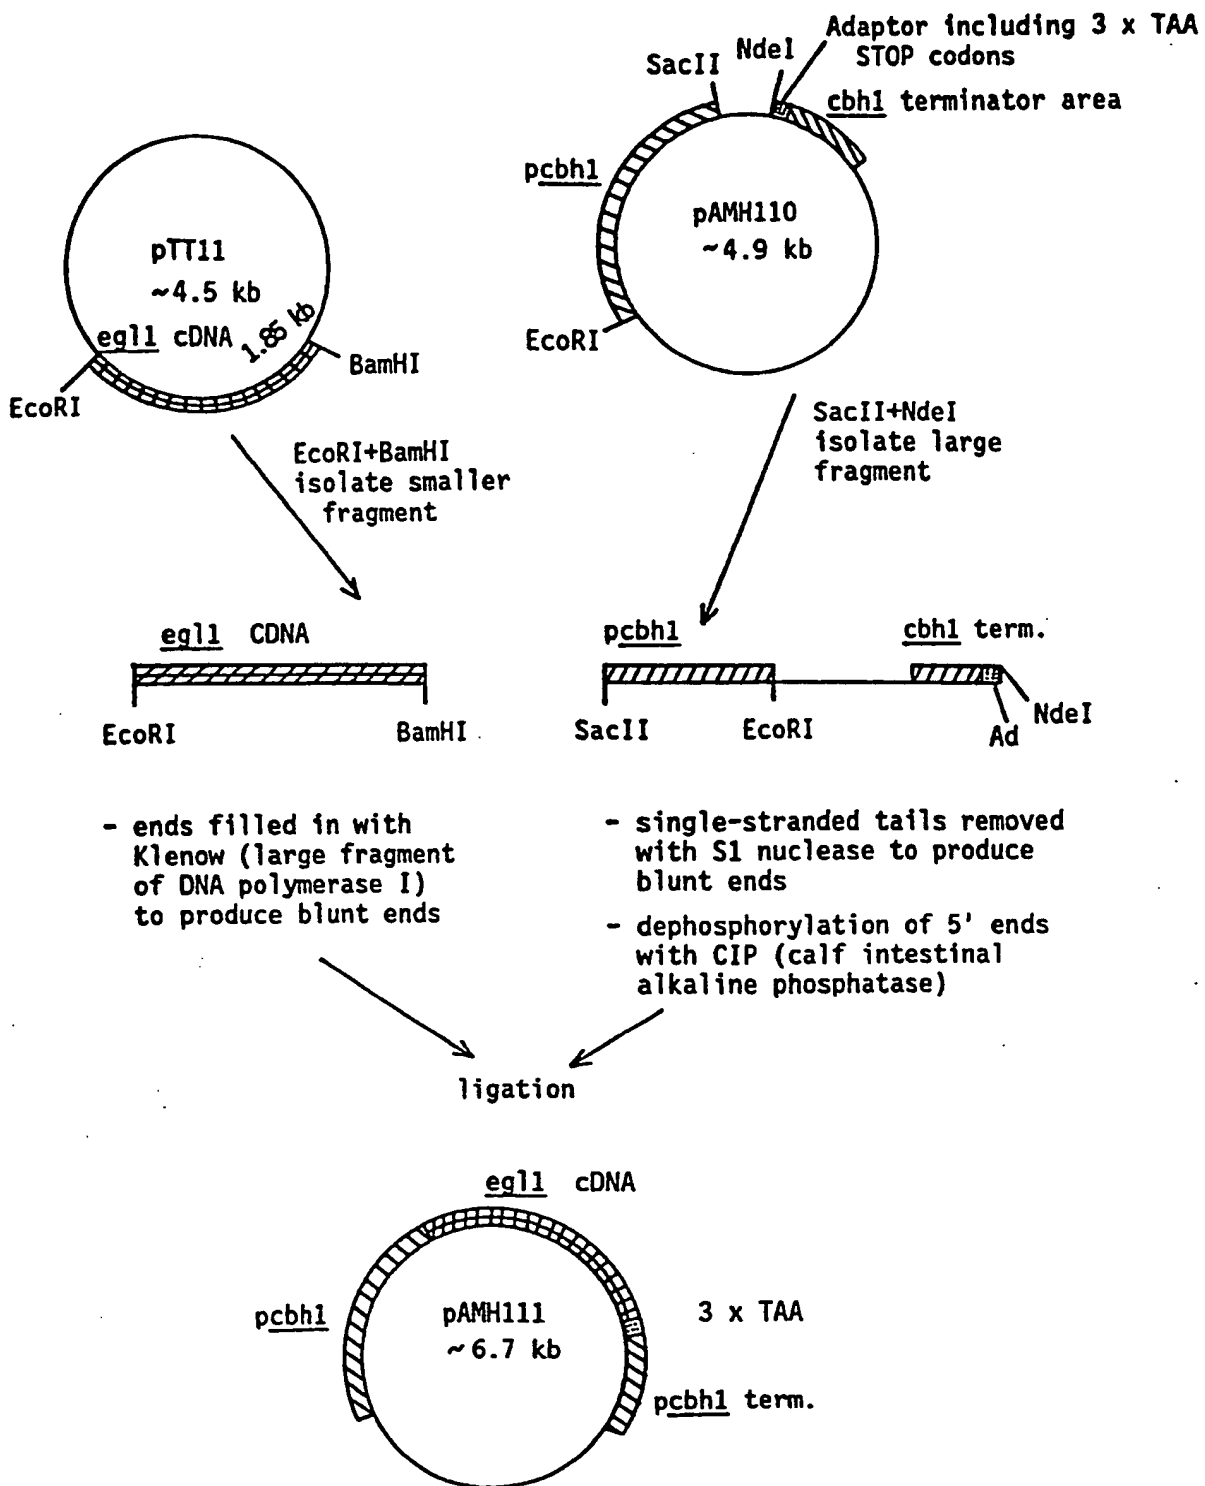 Adaptor including 3 x TAA
STOP codons
NdeI
SacII
cbh1 terminator area
pcbh1
pAMH110
~4.9 kb
EcoRI
pTT11
~4.5 kb
egl1 cDNA
1.85 kb
BamHI
EcoRI
EcoRI+BamHI
isolate smaller
fragment
SacII+NdeI
isolate large
fragment
egl1 CDNA
EcoRI
BamHI
pcbh1
cbh1 term.
SacII
EcoRI
Ad
NdeI
- ends filled in with
Klenow (large fragment
of DNA polymerase I)
to produce blunt ends
- single-stranded tails removed
with S1 nuclease to produce
blunt ends
- dephosphorylation of 5' ends
with CIP (calf intestinal
alkaline phosphatase)
ligation
egl1 cDNA
pcbh1
pAMH111
~6.7 kb
3 x TAA
pcbh1 term.